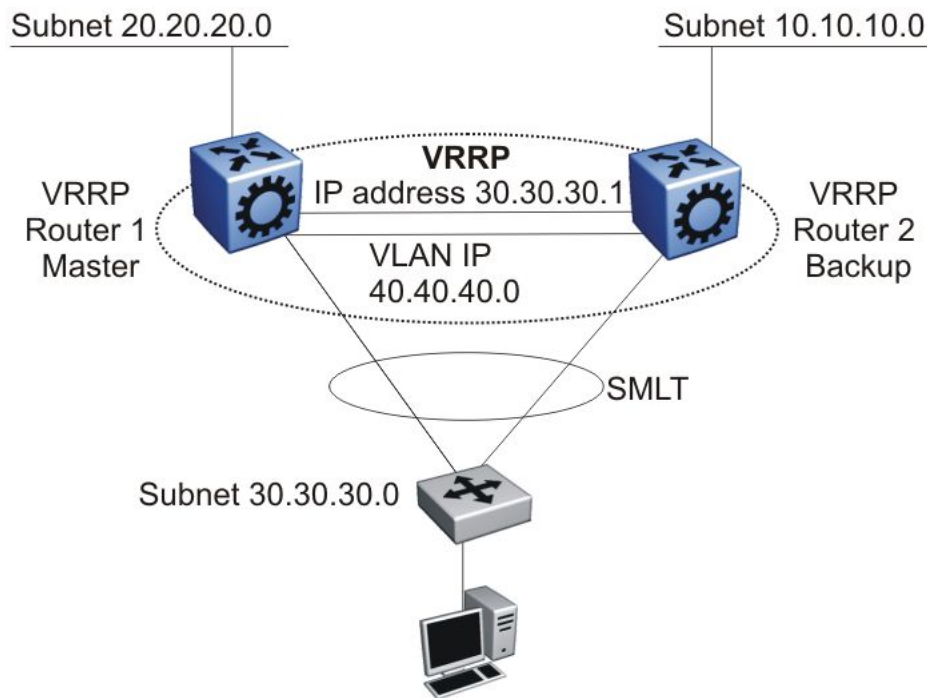 Subnet 20.20.20.0
Subnet 10.10.10.0
VRRP
IP address 30.30.30.1
VRRP
Router 1
Master
VRRP
Router 2
Backup
VLAN IP
40.40.40.0
SMLT
Subnet 30.30.30.0